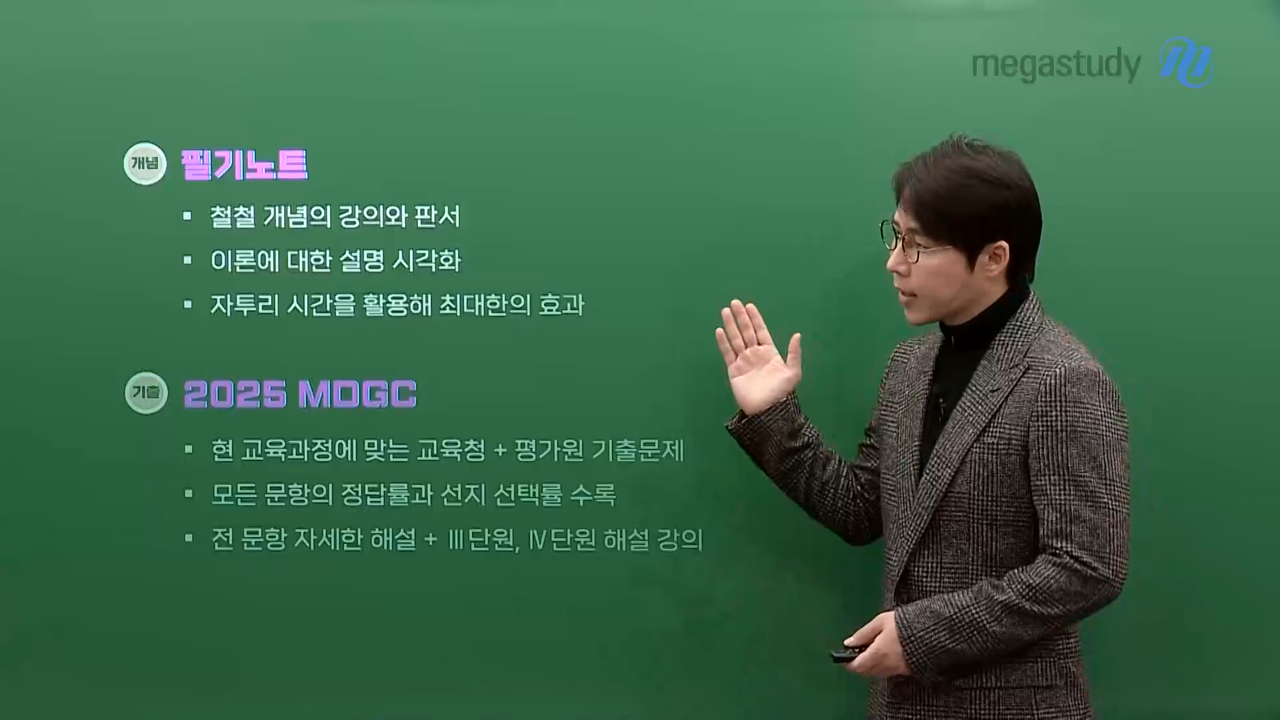 megastudy
개념 필기노트
철철 개념의 강의와 판서
이론에 대한 설명 시각화
자투리 시간을 활용해 최대한의 효과
기출 2025 MDGC
현 교육과정에 맞는 교육청 + 평가원 기출문제
모든 문항의 정답률과 선지 선택률 수록
전 문항 자세한 해설 + Ⅲ단원, Ⅳ단원 해설 강의